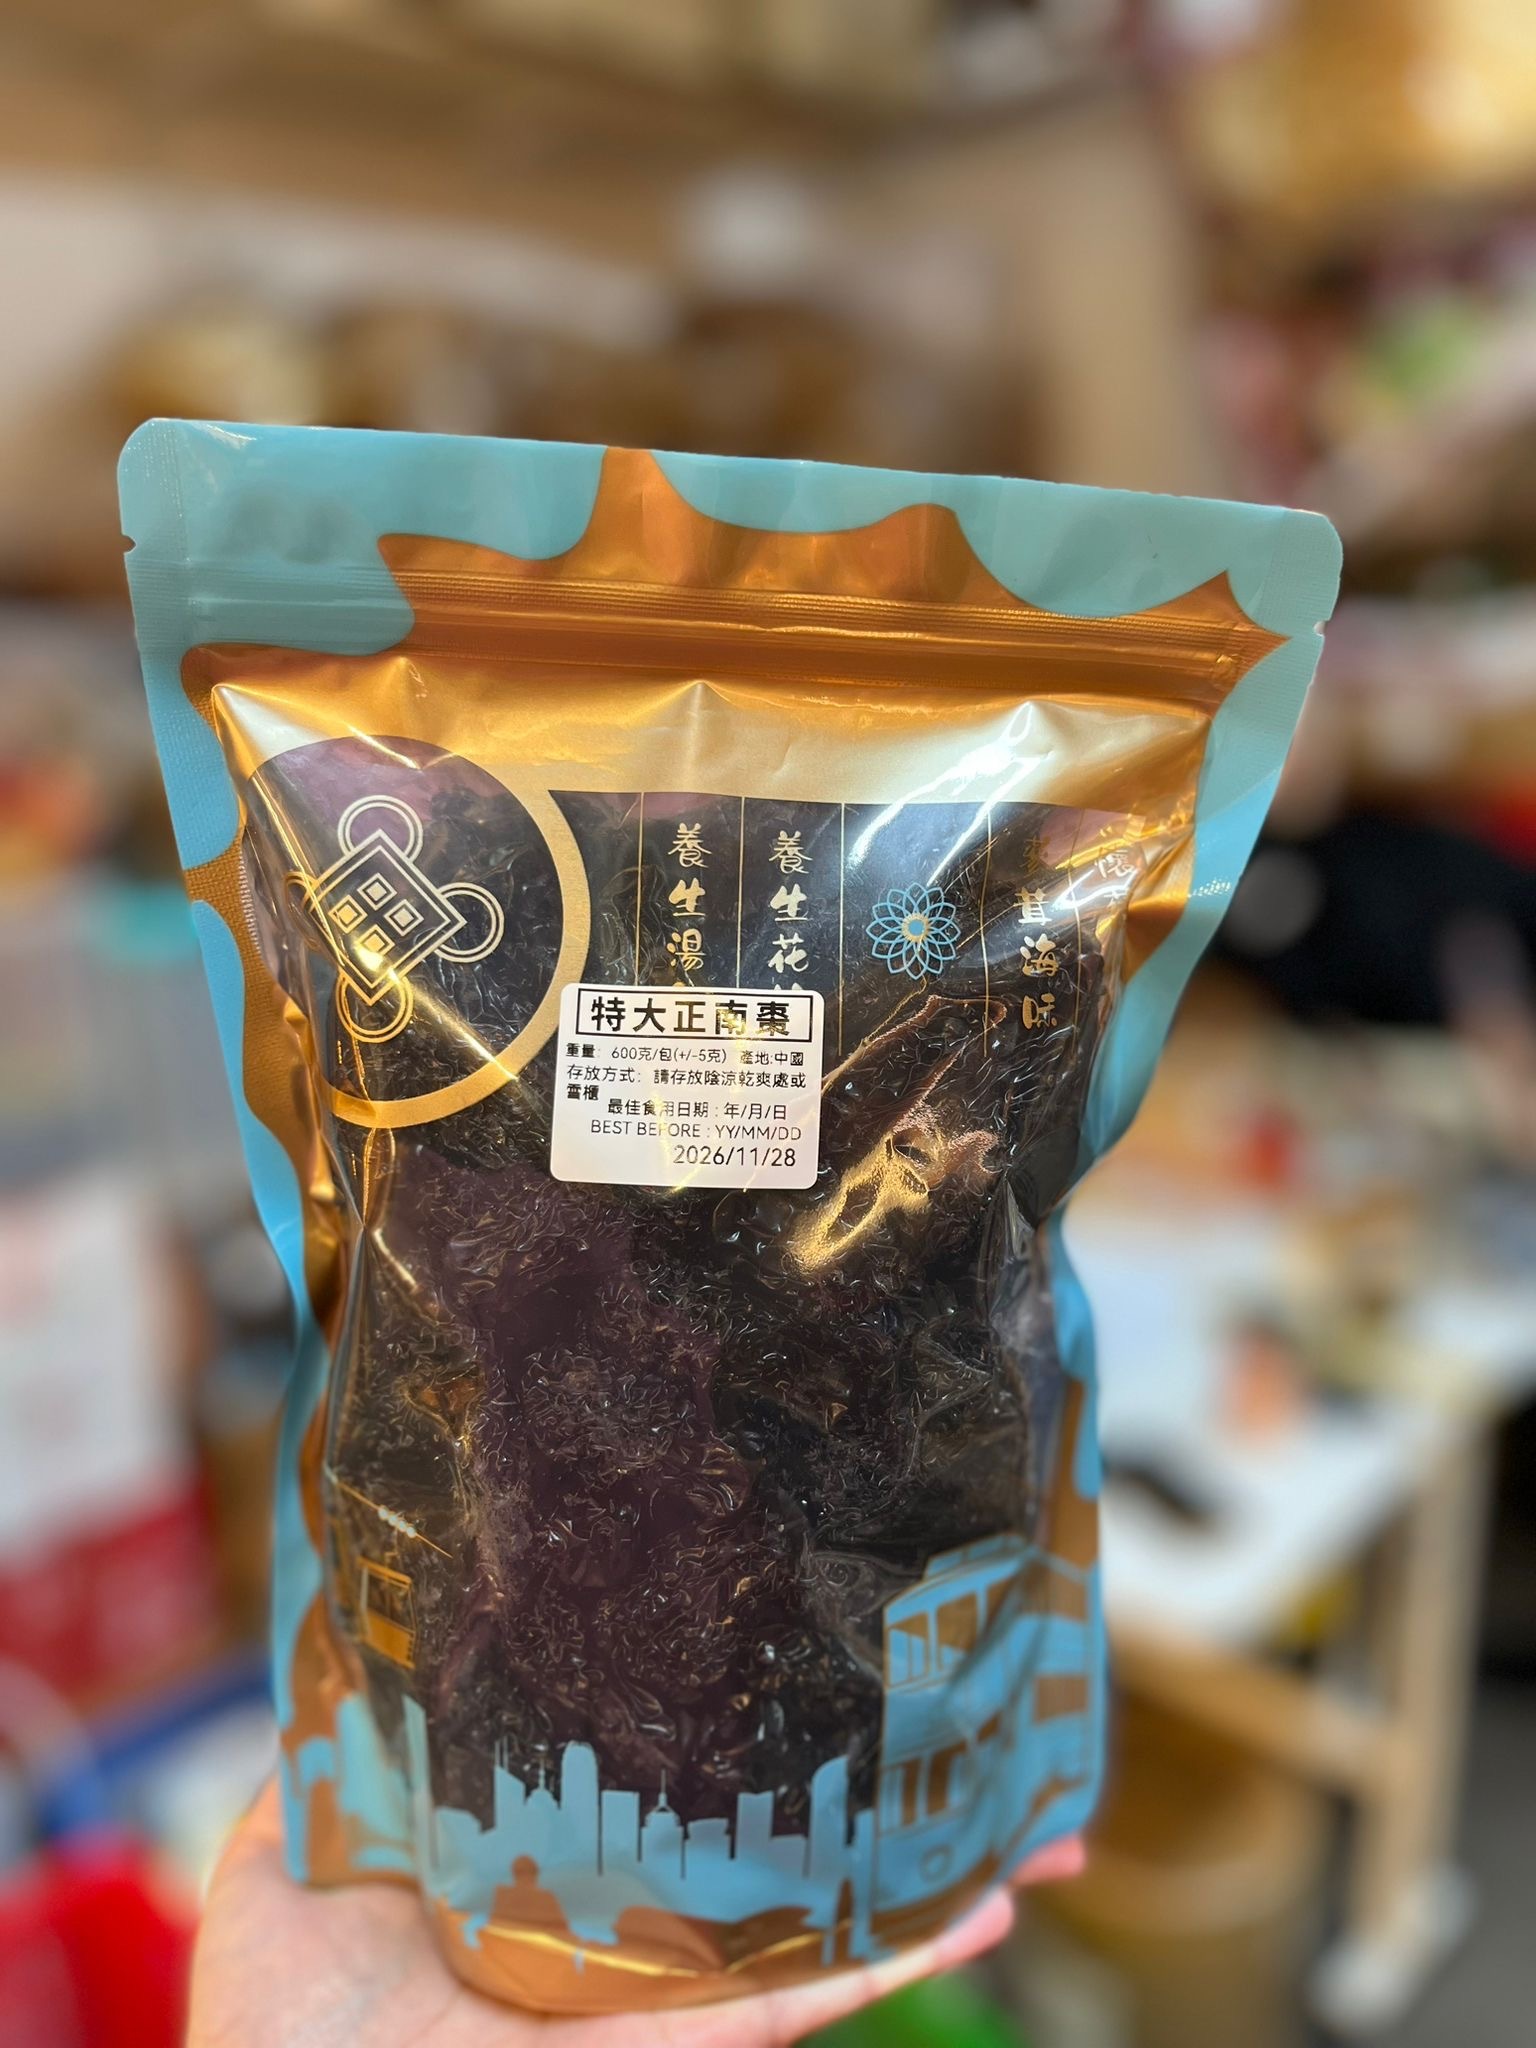 養生湯
養生花
茸海味
特大正南棗
重量：600克/包(+/-5克) 產地:中國
存放方式：請存放陰涼乾爽處或
雪櫃
最佳食用日期：年/月/日
BEST BEFORE : YY/MM/DD
2026/11/28